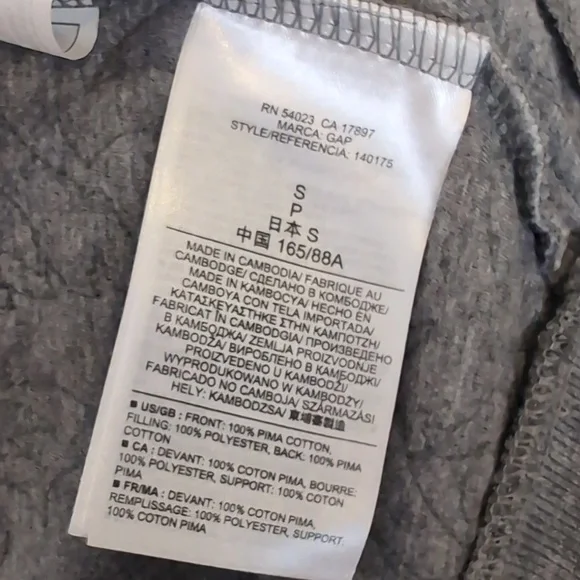 RN 54023 CA 17897
MARCA: GAP
STYLE/REFERENCIA: 140175
S
P
日本 S
中国 165/88A
MADE IN CAMBODIA/ FABRIQUE AU
CAMBODGE/ СДЕЛАНО В КОМБОДЖЕ/
MADE IN KAMBOCYA/ HECHO EN
CAMBOYA CON TELA IMPORTADA/
ΚΑΤΑΣΚΕΥΑΣΤΗΚΕ ΣΤΗΝ ΚΑΜΠΟΤΖΗ/
FABRICAT ÎN CAMBODGIA/ ПРОИЗВЕДЕНО
В КАМБОДЖА/ ZEMLJA PROIZVODNJE
KAMBODŽA/ ВИРОБЛЕНО В КАМБОДЖІ/
PROIZVEDENO U KAMBODŽI/
WYPRODUKOWANO W KAMBODŻY/
FABRICADO NO CAMBOJA/ SZÁRMAZÁSI
HELY: KAMBODZSA/ 柬埔寨製造
■ US/GB : FRONT: 100% PIMA COTTON,
FILLING: 100% POLYESTER, BACK: 100% PIMA
COTTON
■ CA : DEVANT: 100% COTON PIMA, BOURRE:
100% POLYESTER, SUPPORT: 100% COTON
PIMA
■ FR/MA : DEVANT: 100% COTON PIMA,
REMPLISSAGE: 100% POLYESTER, SUPPORT:
100% COTON PIMA